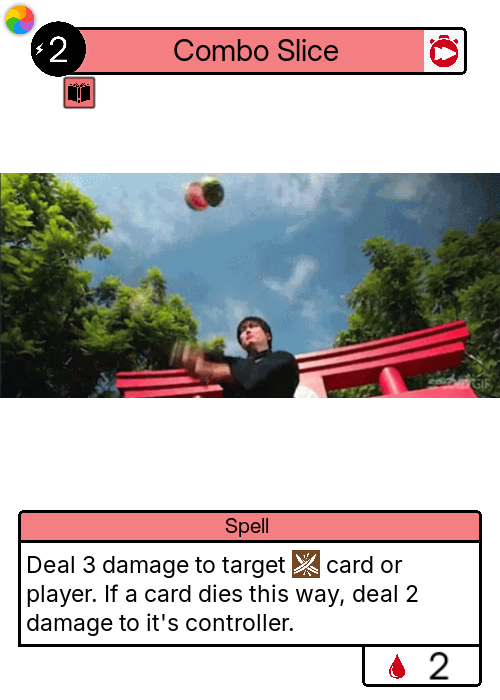 2
Combo Slice
Spell
Deal 3 damage to target card or
player. If a card dies this way, deal 2
damage to it's controller.
2